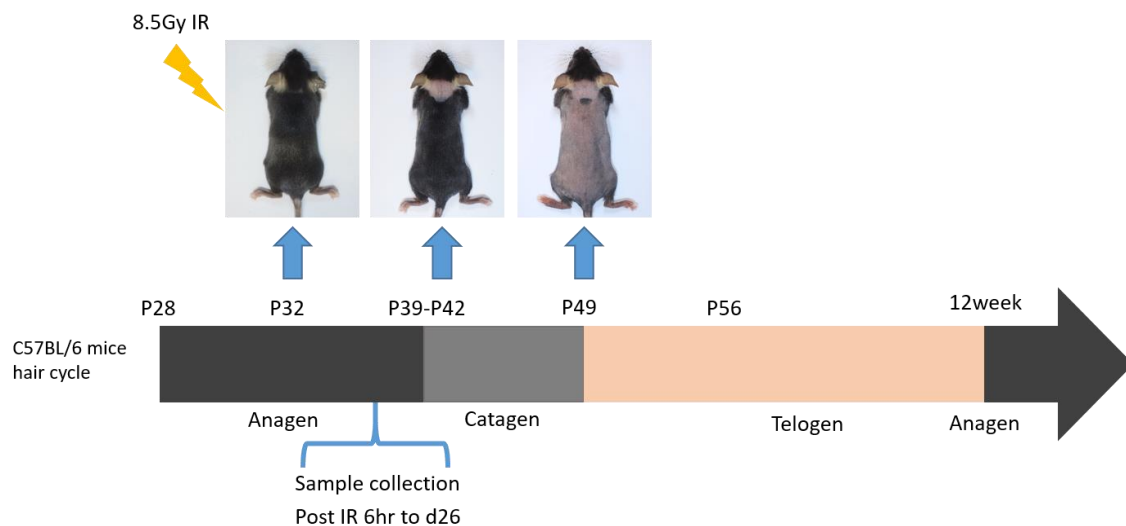 8.5Gy IR
P28
P32
P39-P42
P49
P56
12week
C57BL/6 mice
hair cycle
Anagen
Catagen
Telogen
Anagen
Sample collection
Post IR 6hr to d26